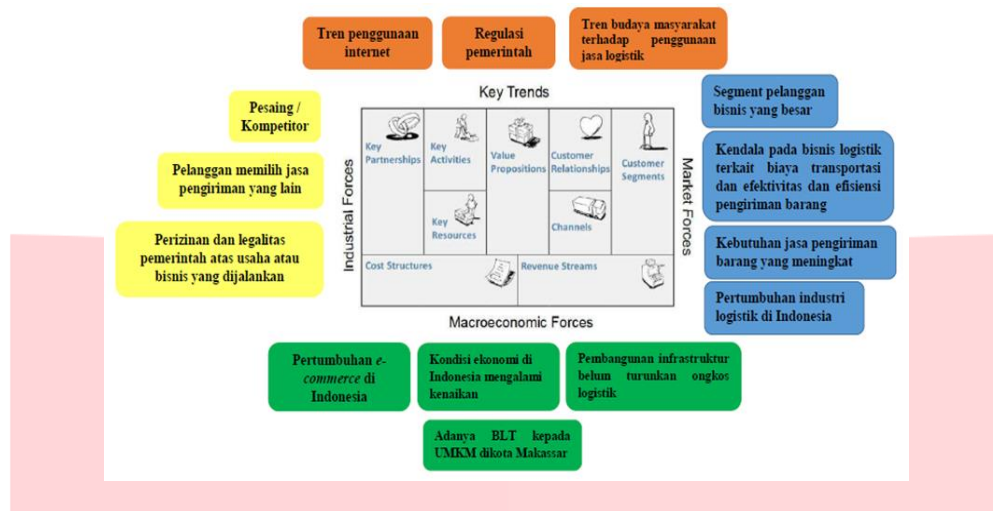 Tren penggunaan
internet
Regulasi
pemerintah
Tren budaya masyarakat
terhadap penggunaan
jasa logistik
Key Trends
Pesaing /
Kompetitor
Pelanggan memilih jasa
pengiriman yang lain
Perizinan dan legalitas
pemerintah atas usaha atau
bisnis yang dijalankan
Industrial Forces
Key
Partnerships
Key
Activities
Value
Propositions
Customer
Relationships
Customer
Segments
Key
Resources
Channels
Cost Structures
Revenue Streams
Market Forces
Segment pelanggan
bisnis yang besar
Kendala pada bisnis logistik
terkait biaya transportasi
dan efektivitas dan efisiensi
pengiriman barang
Kebutuhan jasa pengiriman
barang yang meningkat
Pertumbuhan industri
logistik di Indonesia
Macroeconomic Forces
Pertumbuhan e-
commerce di
Indonesia
Kondisi ekonomi di
Indonesia mengalami
kenaikan
Pembangunan infrastruktur
belum turunkan ongkos
logistik
Adanya BLT kepada
UMKM dikota Makassar